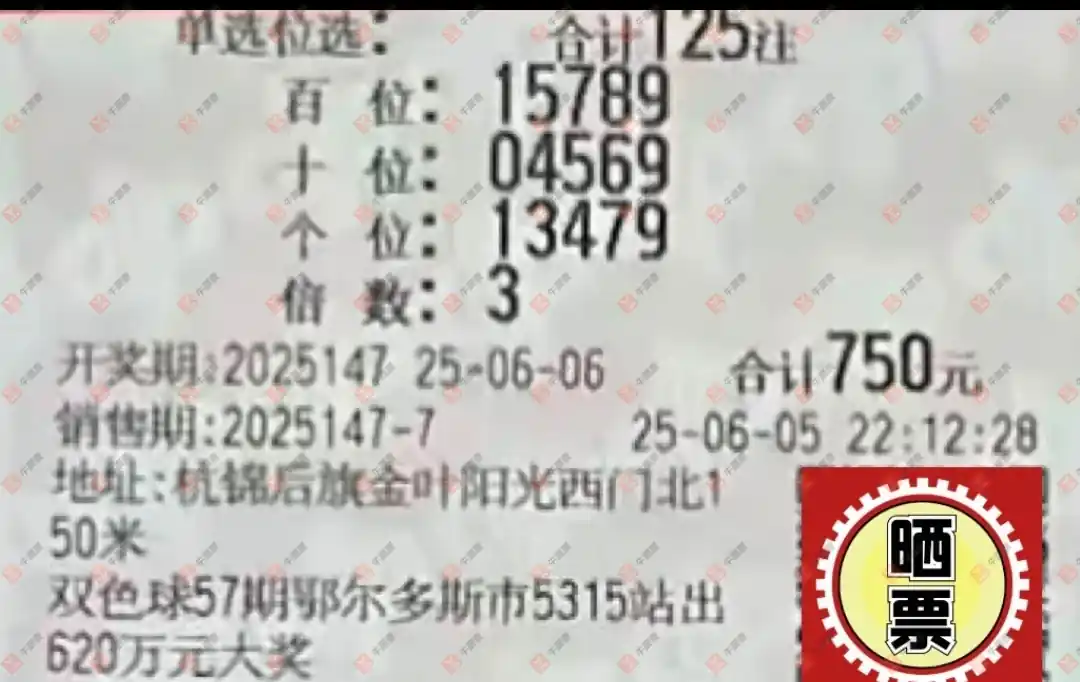 单选位选: 合计125注
百 位: 15789
十 位: 04569
个 位: 13479
倍 数: 3
开奖期:2025147 25-06-06 合计750元
销售期:2025147-7 25-06-05 22:12:28
地址:杭锦后旗金叶阳光西门北1
50米
双色球57期鄂尔多斯市5315站出
620万元大奖
晒
票